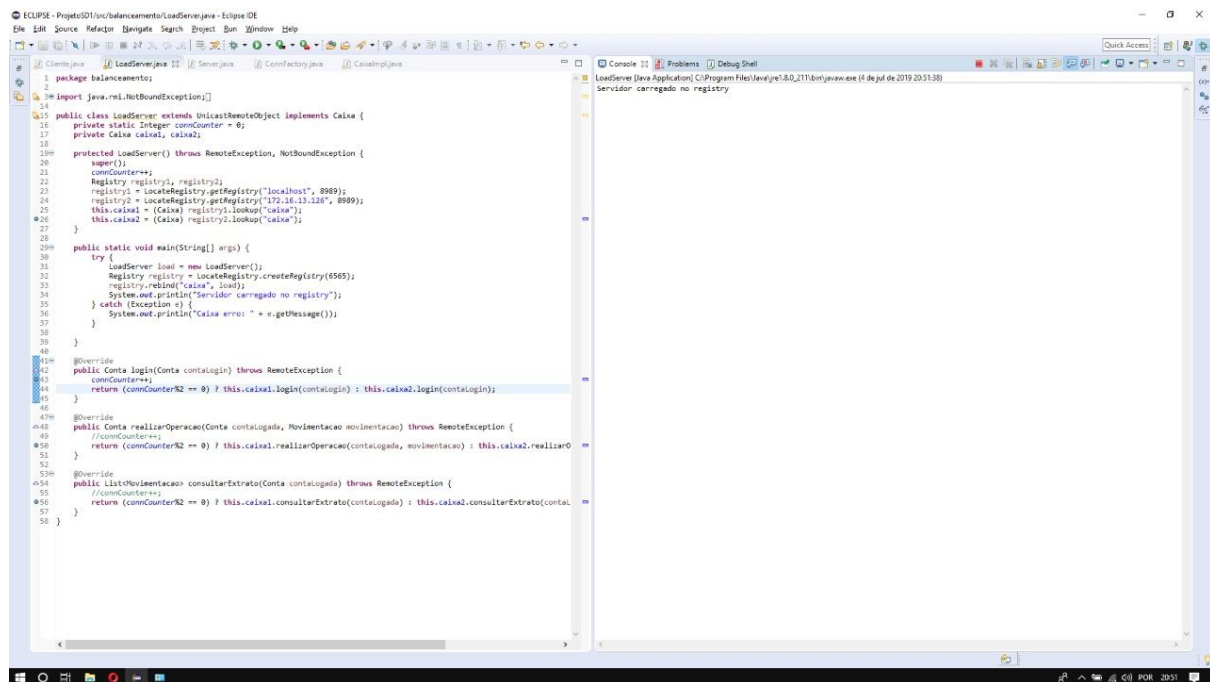 ECLIPSE - ProjetoSD1/src/balanceamento/LoadServer.java - Eclipse IDE
File Edit Source Refactor Navigate Search Project Run Window Help
Quick Access
Cliente.java LoadServer.java Server.java ConnFactory.java CaixaImpl.java
1 package balanceamento;
2
3 import java.rmi.NotBoundException;
14
15 public class LoadServer extends UnicastRemoteObject implements Caixa {
16 private static Integer connCounter = 0;
17 private Caixa caixa1, caixa2;
18
19 protected LoadServer() throws RemoteException, NotBoundException {
20 super();
21 connCounter++;
22 Registry registry1, registry2;
23 registry1 = LocateRegistry.getRegistry("localhost", 8989);
24 registry2 = LocateRegistry.getRegistry("172.16.13.126", 8989);
25 this.caixa1 = (Caixa) registry1.lookup("caixa");
26 this.caixa2 = (Caixa) registry2.lookup("caixa");
27 }
28
29 public static void main(String[] args) {
30 try {
31 LoadServer load = new LoadServer();
32 Registry registry = LocateRegistry.createRegistry(6565);
33 registry.rebind("caixa", load);
34 System.out.println("Servidor carregado no registry");
35 } catch (Exception e) {
36 System.out.println("Caixa erro: " + e.getMessage());
37 }
38
39 }
40
41 @Override
42 public Conta login(Conta contaLogin) throws RemoteException {
43 connCounter++;
44 return (connCounter%2 == 0) ? this.caixa1.login(contaLogin) : this.caixa2.login(contaLogin);
45 }
46
47 @Override
48 public Conta realizarOperacao(Conta contaLogada, Movimentacao movimentacao) throws RemoteException {
49 //connCounter++;
50 return (connCounter%2 == 0) ? this.caixa1.realizarOperacao(contaLogada, movimentacao) : this.caixa2.realizarO
51 }
52
53 @Override
54 public List<Movimentacao> consultarExtrato(Conta contaLogada) throws RemoteException {
55 //connCounter++;
56 return (connCounter%2 == 0) ? this.caixa1.consultarExtrato(contaLogada) : this.caixa2.consultarExtrato(contaL
57 }
58 }
Console Problems Debug Shell
LoadServer [Java Application] C:\Program Files\Java\jre1.8.0_211\bin\javaw.exe (4 de jul de 2019 20:51:38)
Servidor carregado no registry
POR 20:51